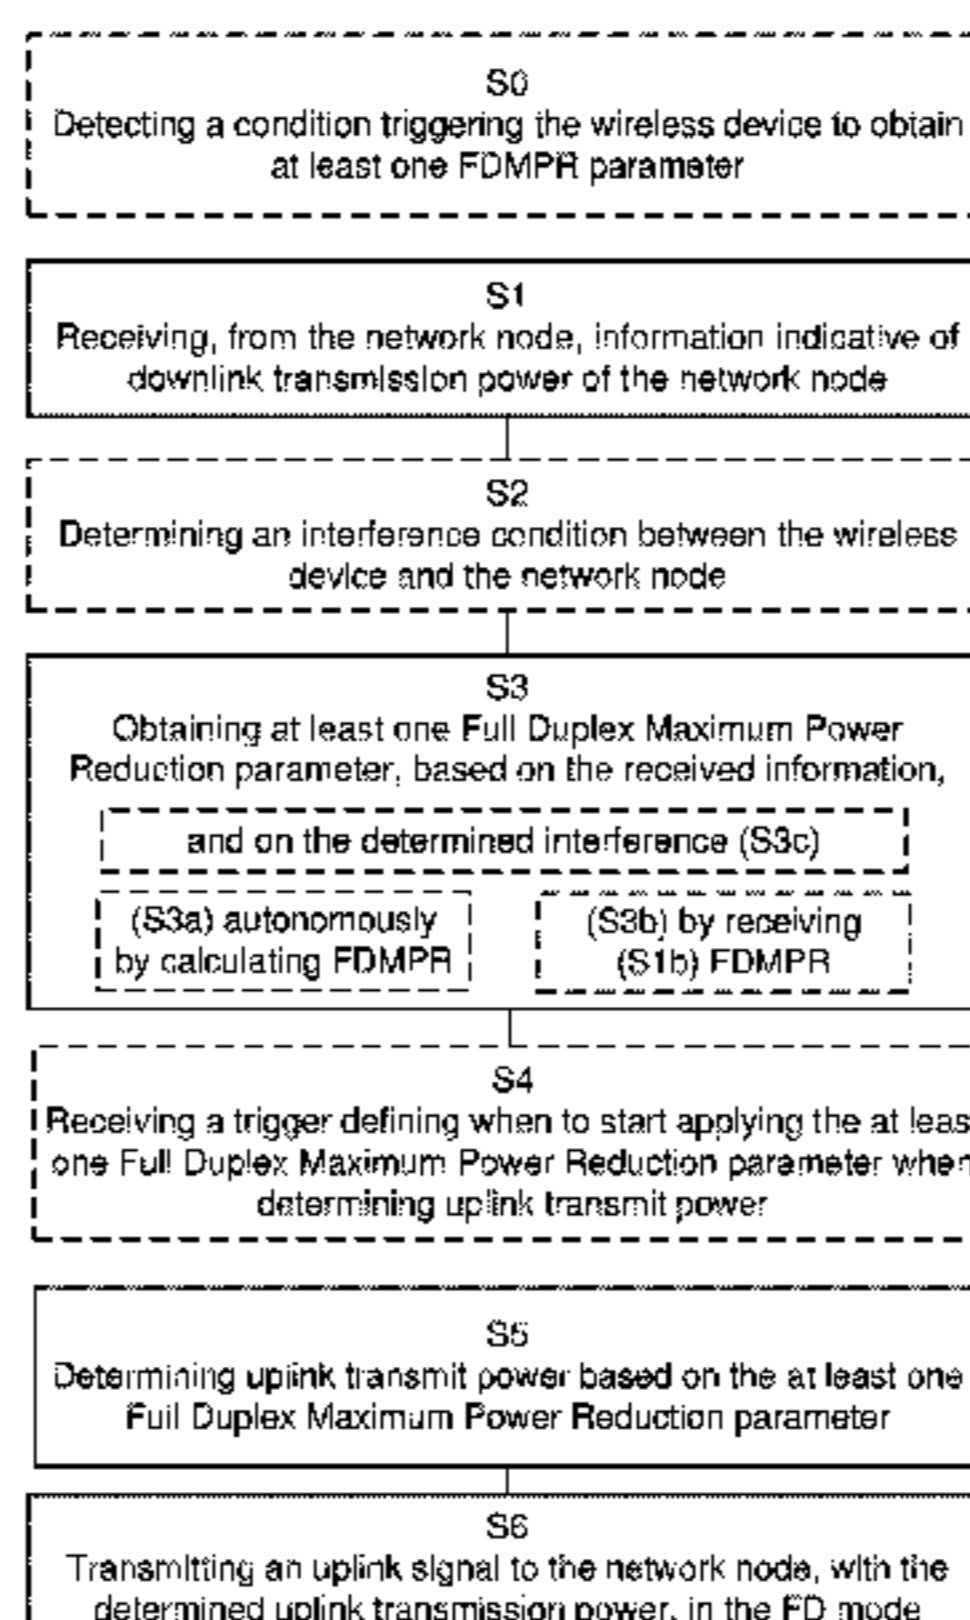 S0
Detecting a condition triggering the wireless device to obtain
at least one FDMPR parameter
S1
Receiving, from the network node, information indicative of
downlink transmission power of the network node
S2
Determining an interference condition between the wireless
device and the network node
S3
Obtaining at least one Full Duplex Maximum Power
Reduction parameter, based on the received information,
and on the determined interference (S3c)
(S3a) autonomously
by calculating FDMPR
(S3b) by receiving
(S1b) FDMPR
S4
Receiving a trigger defining when to start applying the at leas
one Full Duplex Maximum Power Reduction parameter when
determining uplink transmit power
S5
Determining uplink transmit power based on the at least one
Full Duplex Maximum Power Reduction parameter
S6
Transmitting an uplink signal to the network node, with the
determined uplink transmission power, in the FD mode